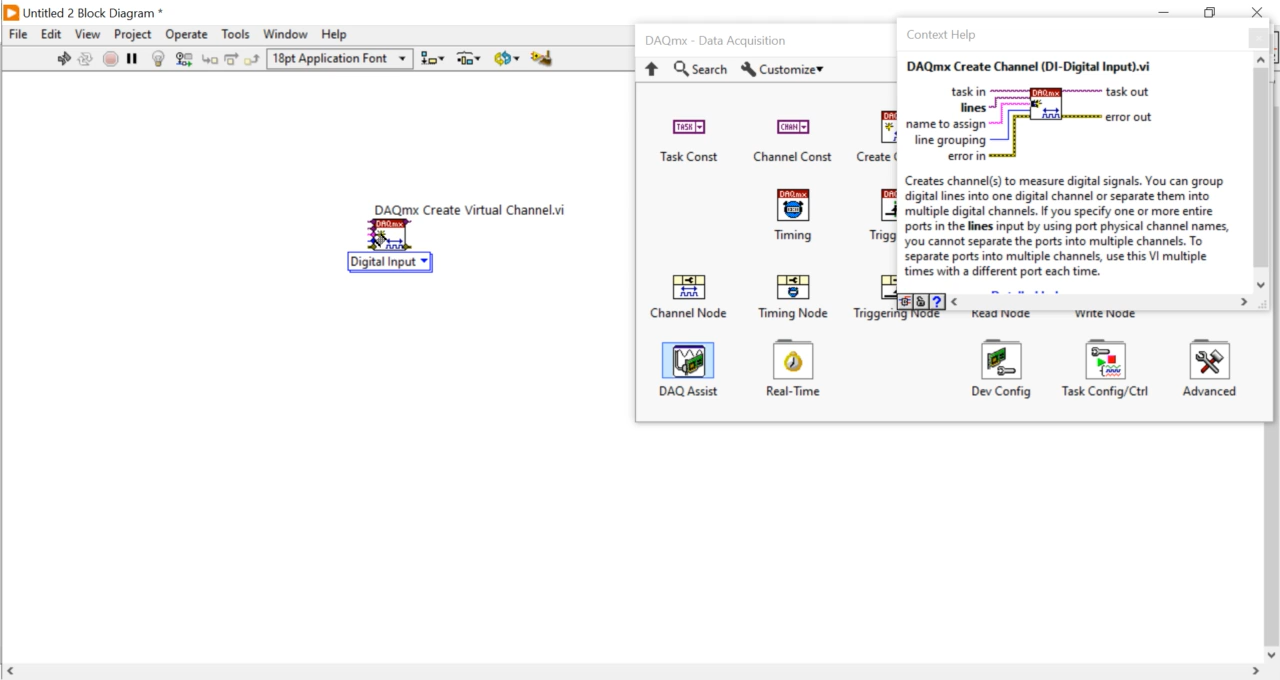 Untitled 2 Block Diagram *
File Edit View Project Operate Tools Window Help
18pt Application Font
DAQmx Create Virtual Channel.vi
DAQmx
Digital Input
DAQmx - Data Acquisition
Search Customize
TASK CHAN
Task Const Channel Const Create
DAQmx
Timing Trigg
Channel Node Timing Node Triggering Node Read Node Write Node
DAQ Assist Real-Time Dev Config Task Config/Ctrl Advanced
Context Help
DAQmx Create Channel (DI-Digital Input).vi
task in DAQmx task out
lines
name to assign error out
line grouping
error in
Creates channel(s) to measure digital signals. You can group
digital lines into one digital channel or separate them into
multiple digital channels. If you specify one or more entire
ports in the lines input by using port physical channel names,
you cannot separate the ports into multiple channels. To
separate ports into multiple channels, use this VI multiple
times with a different port each time.